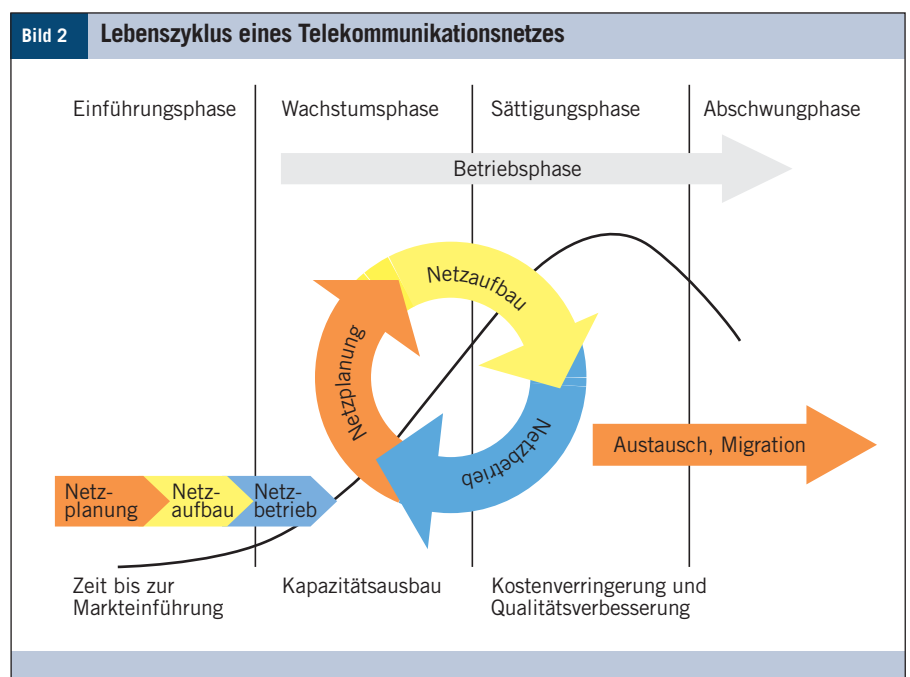 Bild 2 Lebenszyklus eines Telekommunikationsnetzes
Einführungsphase
Wachstumsphase
Sättigungsphase
Abschwungphase
Betriebsphase
Netzaufbau
Netzplanung
Netzbetrieb
Austausch, Migration
Netz-
planung
Netz-
aufbau
Netz-
betrieb
Zeit bis zur
Markteinführung
Kapazitätsausbau
Kostenverringerung und
Qualitätsverbesserung